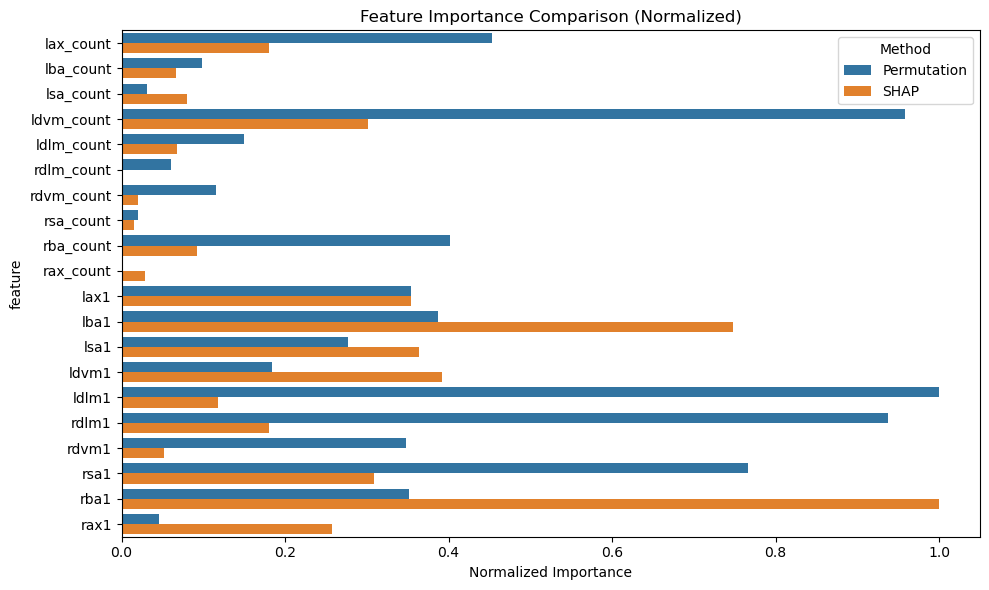 Feature Importance Comparison (Normalized)
Method
Permutation
SHAP
feature
lax_count
lba_count
lsa_count
ldvm_count
ldlm_count
rdlm_count
rdvm_count
rsa_count
rba_count
rax_count
lax1
lba1
lsa1
ldvm1
ldlm1
rdlm1
rdvm1
rsa1
rba1
rax1
0.0 0.2 0.4 0.6 0.8 1.0
Normalized Importance